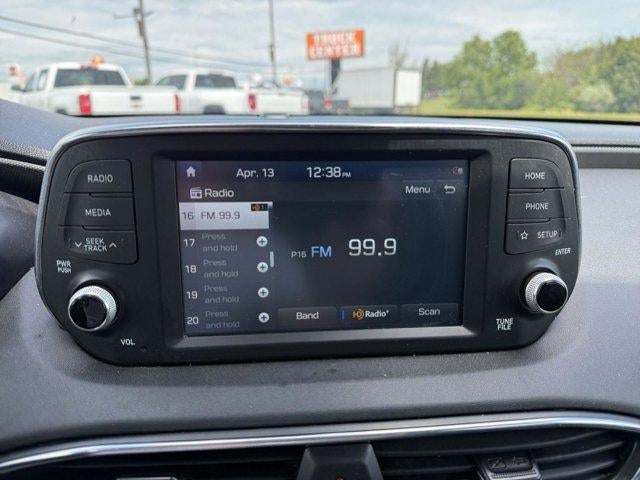 TRUCK
CENTER
RADIO
MEDIA
SEEK
TRACK
PWR
PUSH
VOL
Apr. 13 12:38PM
Radio
Menu
16 FM 99.9
17 Press and hold
18 Press and hold
19 Press and hold
20 Press
P16 FM 99.9
Band
HD Radio
Scan
HOME
PHONE
SETUP
ENTER
TUNE
FILE